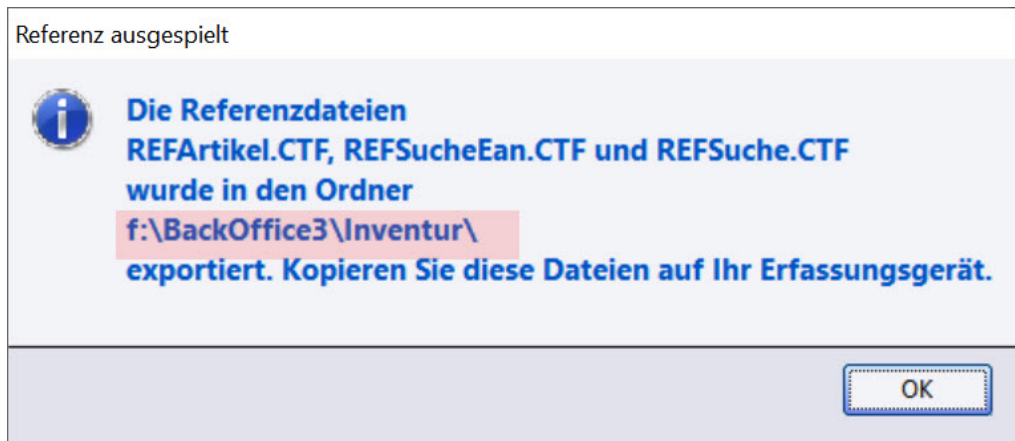 Referenz ausgespielt
Die Referenzdateien
REFArtikel.CTF, REFSucheEan.CTF und REFSuche.CTF
wurde in den Ordner
f:\BackOffice3\Inventur\
exportiert. Kopieren Sie diese Dateien auf Ihr Erfassungsgerät.
OK